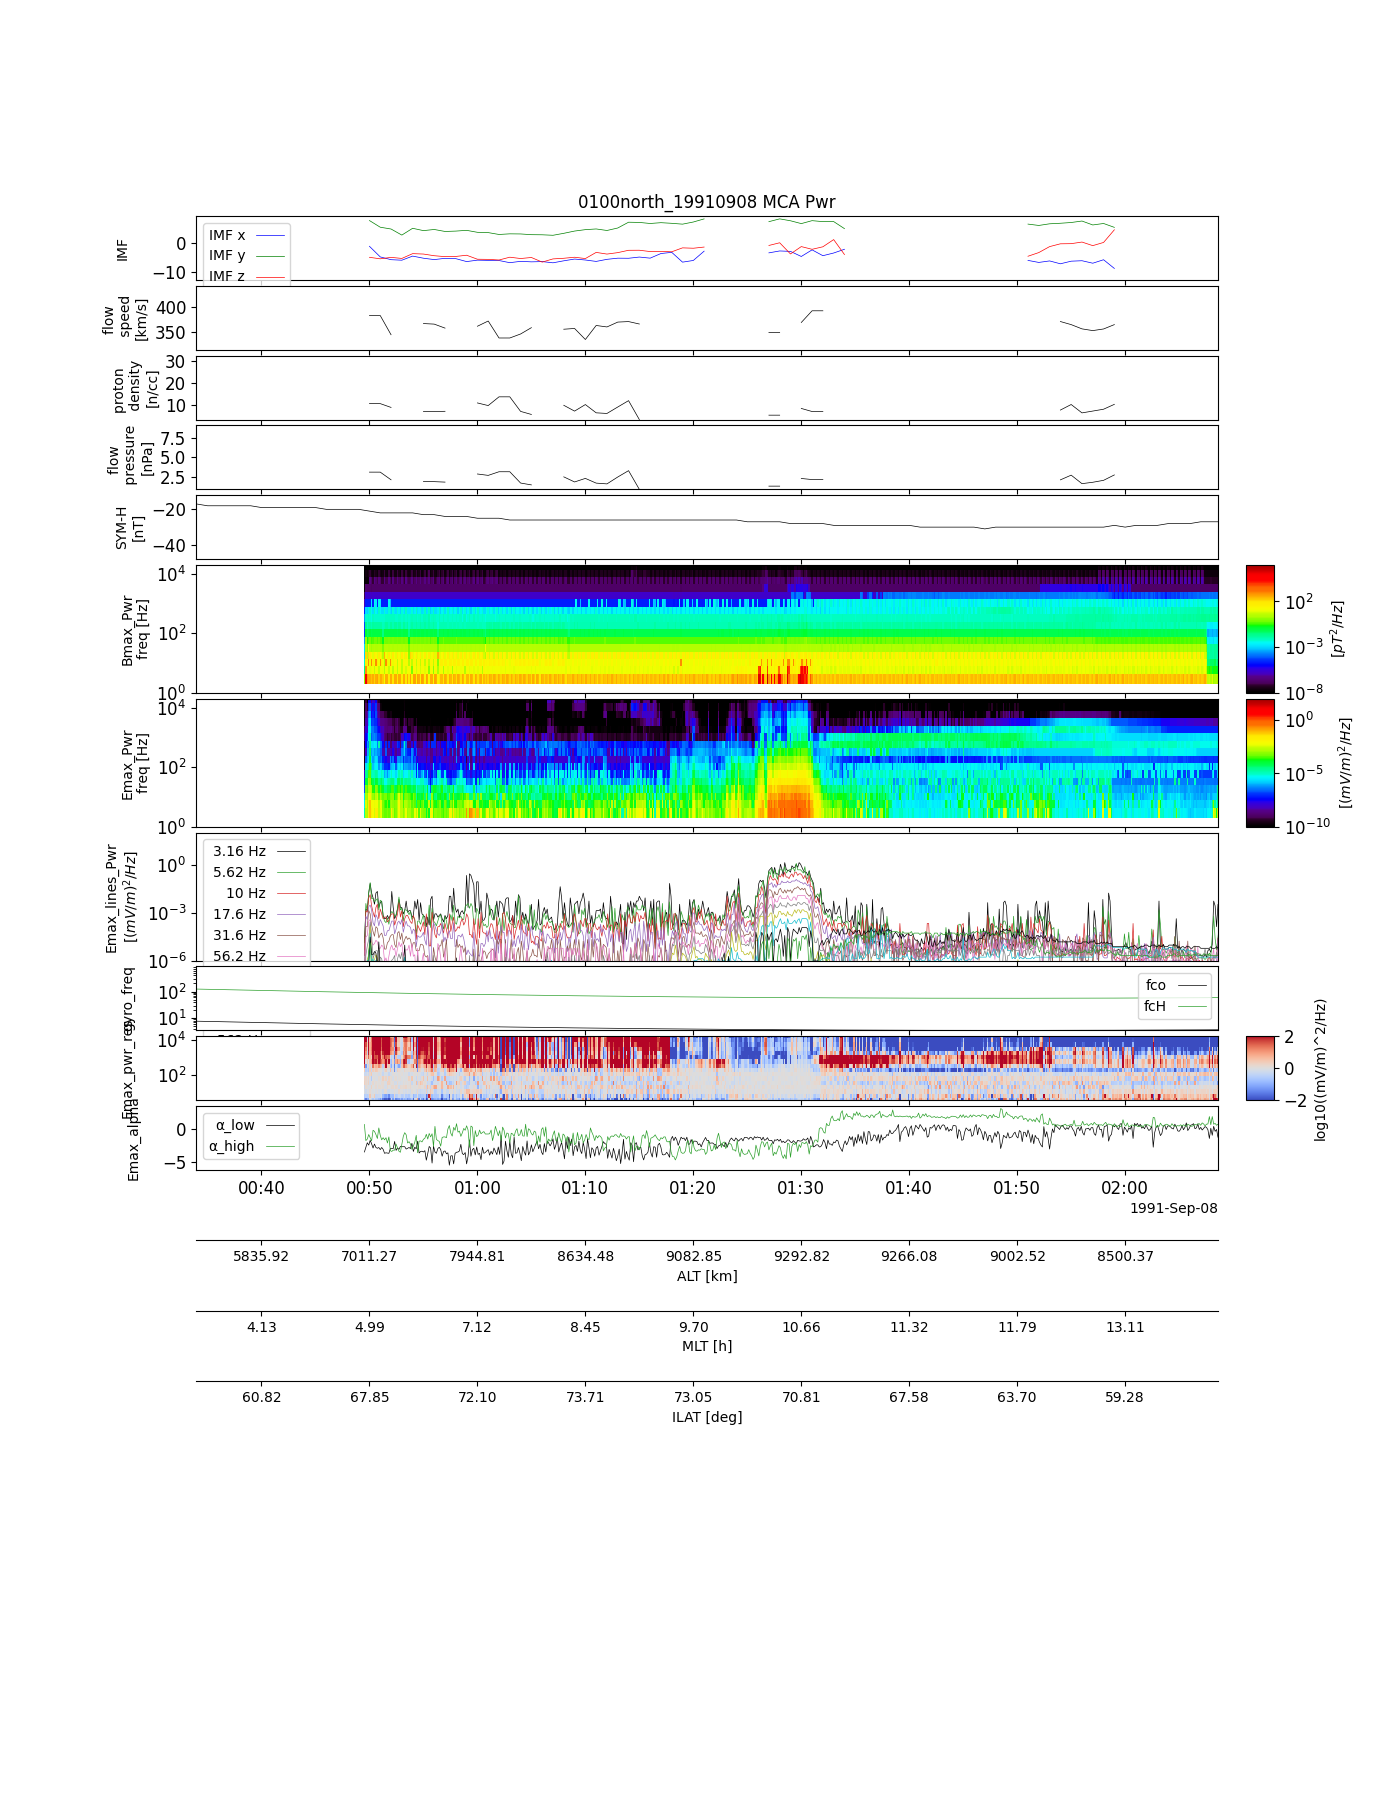 0100north_19910908 MCA Pwr
IMF
0
−10
IMF x
IMF y
IMF z
flow
speed
[km/s]
400
350
proton
density
[n/cc]
30
20
10
flow
pressure
[nPa]
7.5
5.0
2.5
SYM-H
[nT]
−20
−40
Bmax_Pwr
freq [Hz]
10^4
10^2
10^0
10^2
10^−3
10^−8
[pT^2/Hz]
Emax_Pwr
freq [Hz]
10^4
10^2
10^0
10^0
10^−5
10^−10
[(mV/m)^2/Hz]
Emax_lines_Pwr
[(mV/m)^2/Hz]
10^0
10^−3
10^−6
3.16 Hz
5.62 Hz
10 Hz
17.6 Hz
31.6 Hz
56.2 Hz
10^2
10^1
fco
fcH
Emax_pwr_reg
10^4
10^2
2
0
−2
log10((mV/m)^2/Hz)
Emax_alpha
0
−5
α_low
α_high
00:40 00:50 01:00 01:10 01:20 01:30 01:40 01:50 02:00
1991-Sep-08
5835.92 7011.27 7944.81 8634.48 9082.85 9292.82 9266.08 9002.52 8500.37
ALT [km]
4.13 4.99 7.12 8.45 9.70 10.66 11.32 11.79 13.11
MLT [h]
60.82 67.85 72.10 73.71 73.05 70.81 67.58 63.70 59.28
ILAT [deg]